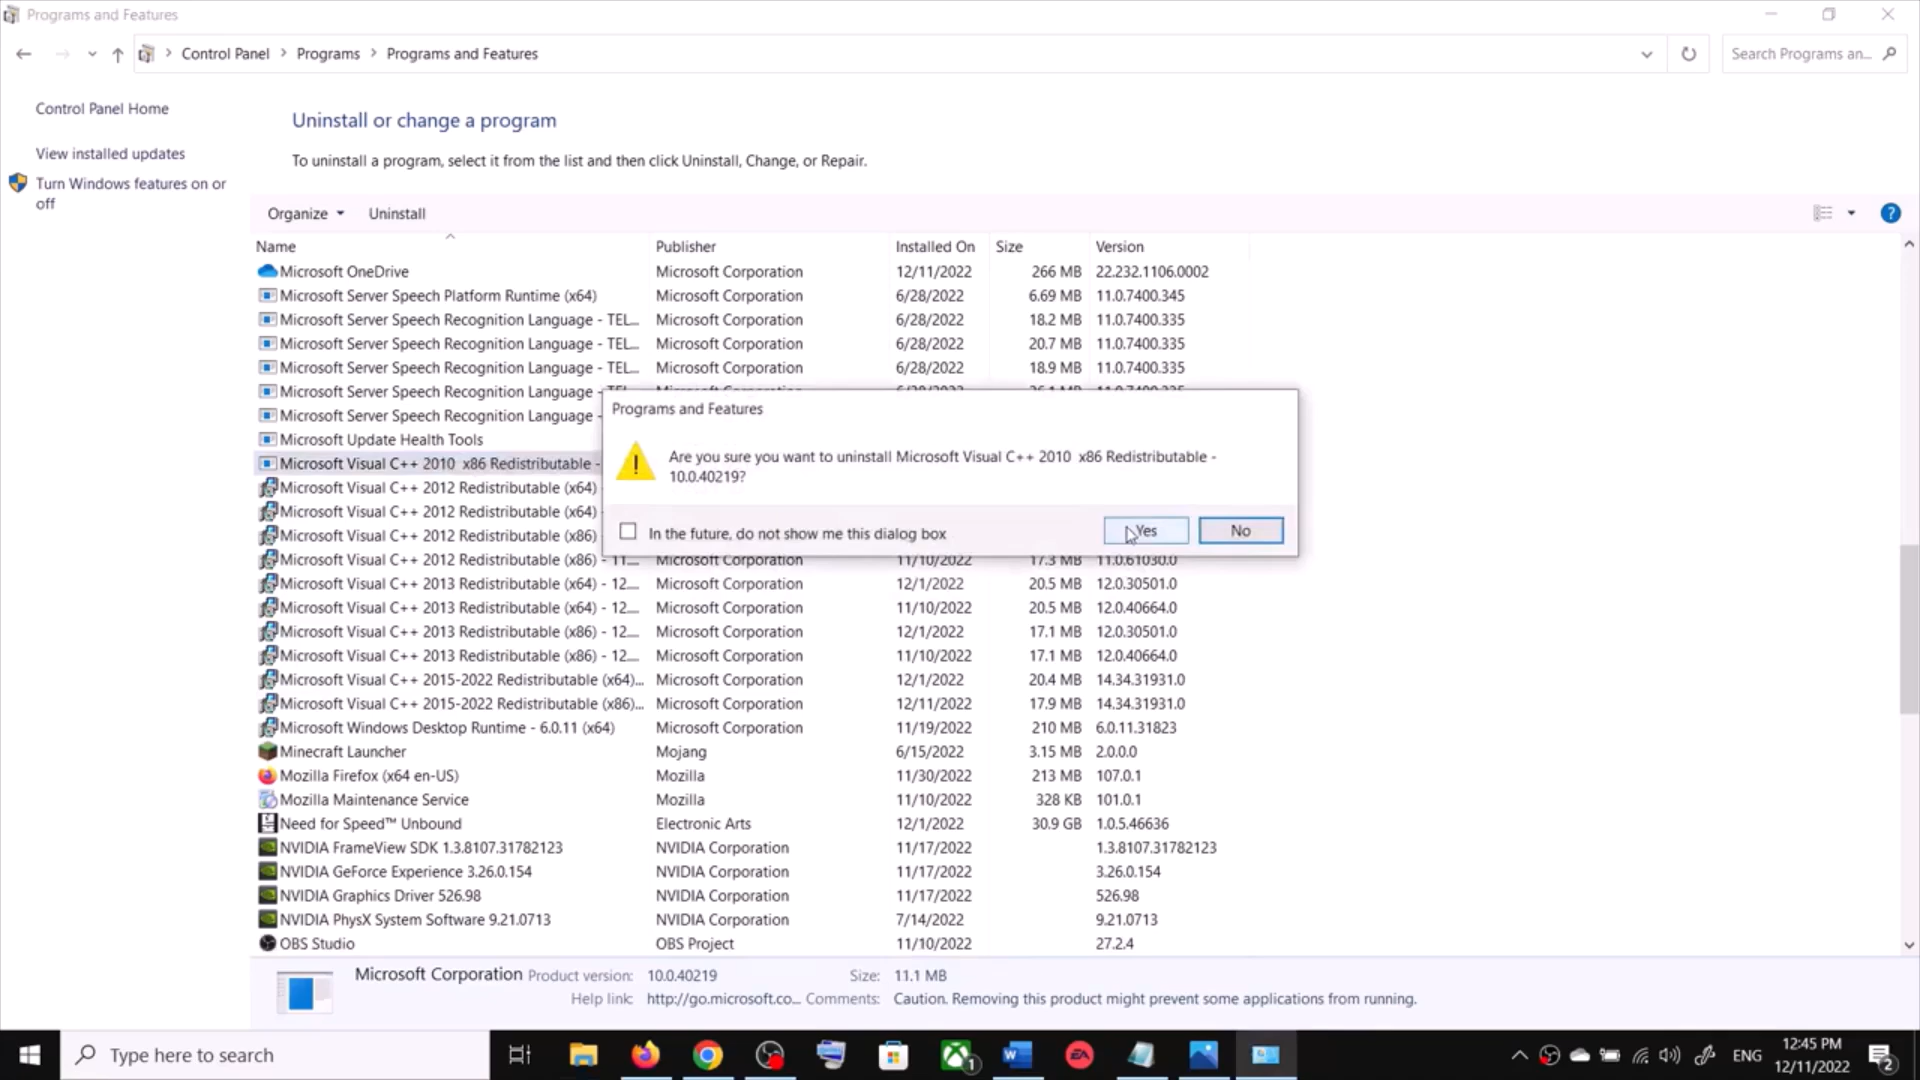 Programs and Features
Control Panel Programs Programs and Features
Search Programs an...
Control Panel Home
View installed updates
Turn Windows features on or
off
Uninstall or change a program
To uninstall a program, select it from the list and then click Uninstall, Change, or Repair.
Organize Uninstall
?
Name Publisher Installed On Size Version
Microsoft OneDrive Microsoft Corporation 12/11/2022 266 MB 22.232.1106.0002
Microsoft Server Speech Platform Runtime (x64) Microsoft Corporation 6/28/2022 6.69 MB 11.0.7400.345
Microsoft Server Speech Recognition Language - TEL... Microsoft Corporation 6/28/2022 18.2 MB 11.0.7400.335
Microsoft Server Speech Recognition Language - TEL... Microsoft Corporation 6/28/2022 20.7 MB 11.0.7400.335
Microsoft Server Speech Recognition Language - TEL... Microsoft Corporation 6/28/2022 18.9 MB 11.0.7400.335
Microsoft Server Speech Recognition Language -
Microsoft Server Speech Recognition Language -
Microsoft Update Health Tools
Microsoft Visual C++ 2010 x86 Redistributable -
Microsoft Visual C++ 2012 Redistributable (x64)
Microsoft Visual C++ 2012 Redistributable (x64)
Microsoft Visual C++ 2012 Redistributable (x86)
Programs and Features
Are you sure you want to uninstall Microsoft Visual C++ 2010 x86 Redistributable -
10.0.40219?
In the future, do not show me this dialog box
Yes No
Microsoft Visual C++ 2012 Redistributable (x86) - 11.... Microsoft Corporation 11/10/2022 17.3 MB 11.0.61030.0
Microsoft Visual C++ 2013 Redistributable (x64) - 12.... Microsoft Corporation 12/1/2022 20.5 MB 12.0.30501.0
Microsoft Visual C++ 2013 Redistributable (x64) - 12.... Microsoft Corporation 11/10/2022 20.5 MB 12.0.40664.0
Microsoft Visual C++ 2013 Redistributable (x86) - 12.... Microsoft Corporation 12/1/2022 17.1 MB 12.0.30501.0
Microsoft Visual C++ 2013 Redistributable (x86) - 12.... Microsoft Corporation 11/10/2022 17.1 MB 12.0.40664.0
Microsoft Visual C++ 2015-2022 Redistributable (x64)... Microsoft Corporation 12/1/2022 20.4 MB 14.34.31931.0
Microsoft Visual C++ 2015-2022 Redistributable (x86)... Microsoft Corporation 12/11/2022 17.9 MB 14.34.31931.0
Microsoft Windows Desktop Runtime - 6.0.11 (x64) Microsoft Corporation 11/19/2022 210 MB 6.0.11.31823
Minecraft Launcher Mojang 6/15/2022 3.15 MB 2.0.0.0
Mozilla Firefox (x64 en-US) Mozilla 11/30/2022 213 MB 107.0.1
Mozilla Maintenance Service Mozilla 11/10/2022 328 KB 101.0.1
Need for Speed™ Unbound Electronic Arts 12/1/2022 30.9 GB 1.0.5.46636
NVIDIA FrameView SDK 1.3.8107.31782123 NVIDIA Corporation 11/17/2022 1.3.8107.31782123
NVIDIA GeForce Experience 3.26.0.154 NVIDIA Corporation 11/17/2022 3.26.0.154
NVIDIA Graphics Driver 526.98 NVIDIA Corporation 11/17/2022 526.98
NVIDIA PhysX System Software 9.21.0713 NVIDIA Corporation 7/14/2022 9.21.0713
OBS Studio OBS Project 11/10/2022 27.2.4
Microsoft Corporation Product version: 10.0.40219 Size: 11.1 MB
Help link: http://go.microsoft.co... Comments: Caution. Removing this product might prevent some applications from running.
Type here to search
1
W
EA
ENG
12:45 PM
12/11/2022
2